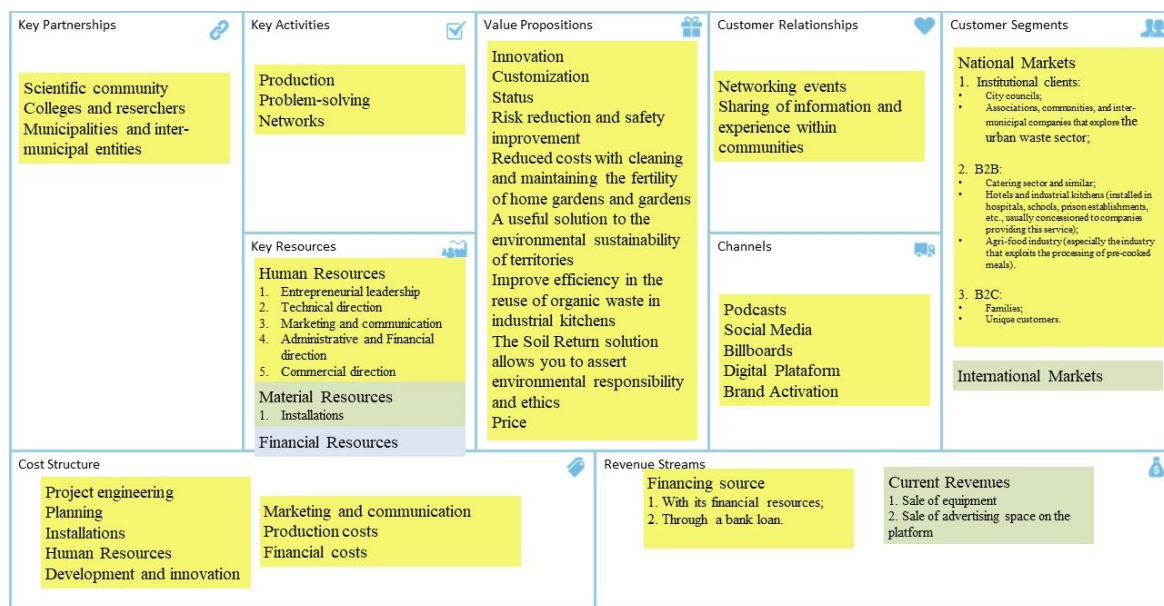 Key Partnerships
Scientific community
Colleges and reserchers
Municipalities and inter-
municipal entities
Key Activities
Production
Problem-solving
Networks
Key Resources
Human Resources
1. Entrepreneurial leadership
2. Technical direction
3. Marketing and communication
4. Administrative and Financial
direction
5. Commercial direction
Material Resources
1. Installations
Financial Resources
Value Propositions
Innovation
Customization
Status
Risk reduction and safety
improvement
Reduced costs with cleaning
and maintaining the fertility
of home gardens and gardens
A useful solution to the
environmental sustainability
of territories
Improve efficiency in the
reuse of organic waste in
industrial kitchens
The Soil Return solution
allows you to assert
environmental responsibility
and ethics
Price
Customer Relationships
Networking events
Sharing of information and
experience within
communities
Channels
Podcasts
Social Media
Billboards
Digital Plataform
Brand Activation
Customer Segments
National Markets
1. Institutional clients:
• City councils;
• Associations, communities, and inter-
municipal companies that explore the
urban waste sector;
2. B2B:
• Catering sector and similar;
• Hotels and industrial kitchens (installed in
hospitals, schools, prison establishments,
etc., usually concessioned to companies
providing this service);
• Agri-food industry (especially the industry
that exploits the processing of pre-cooked
meals).
3. B2C:
• Families;
• Unique customers.
International Markets
Cost Structure
Project engineering
Planning
Installations
Human Resources
Development and innovation
Marketing and communication
Production costs
Financial costs
Revenue Streams
Financing source
1. With its financial resources;
2. Through a bank loan.
Current Revenues
1. Sale of equipment
2. Sale of advertising space on the
platform